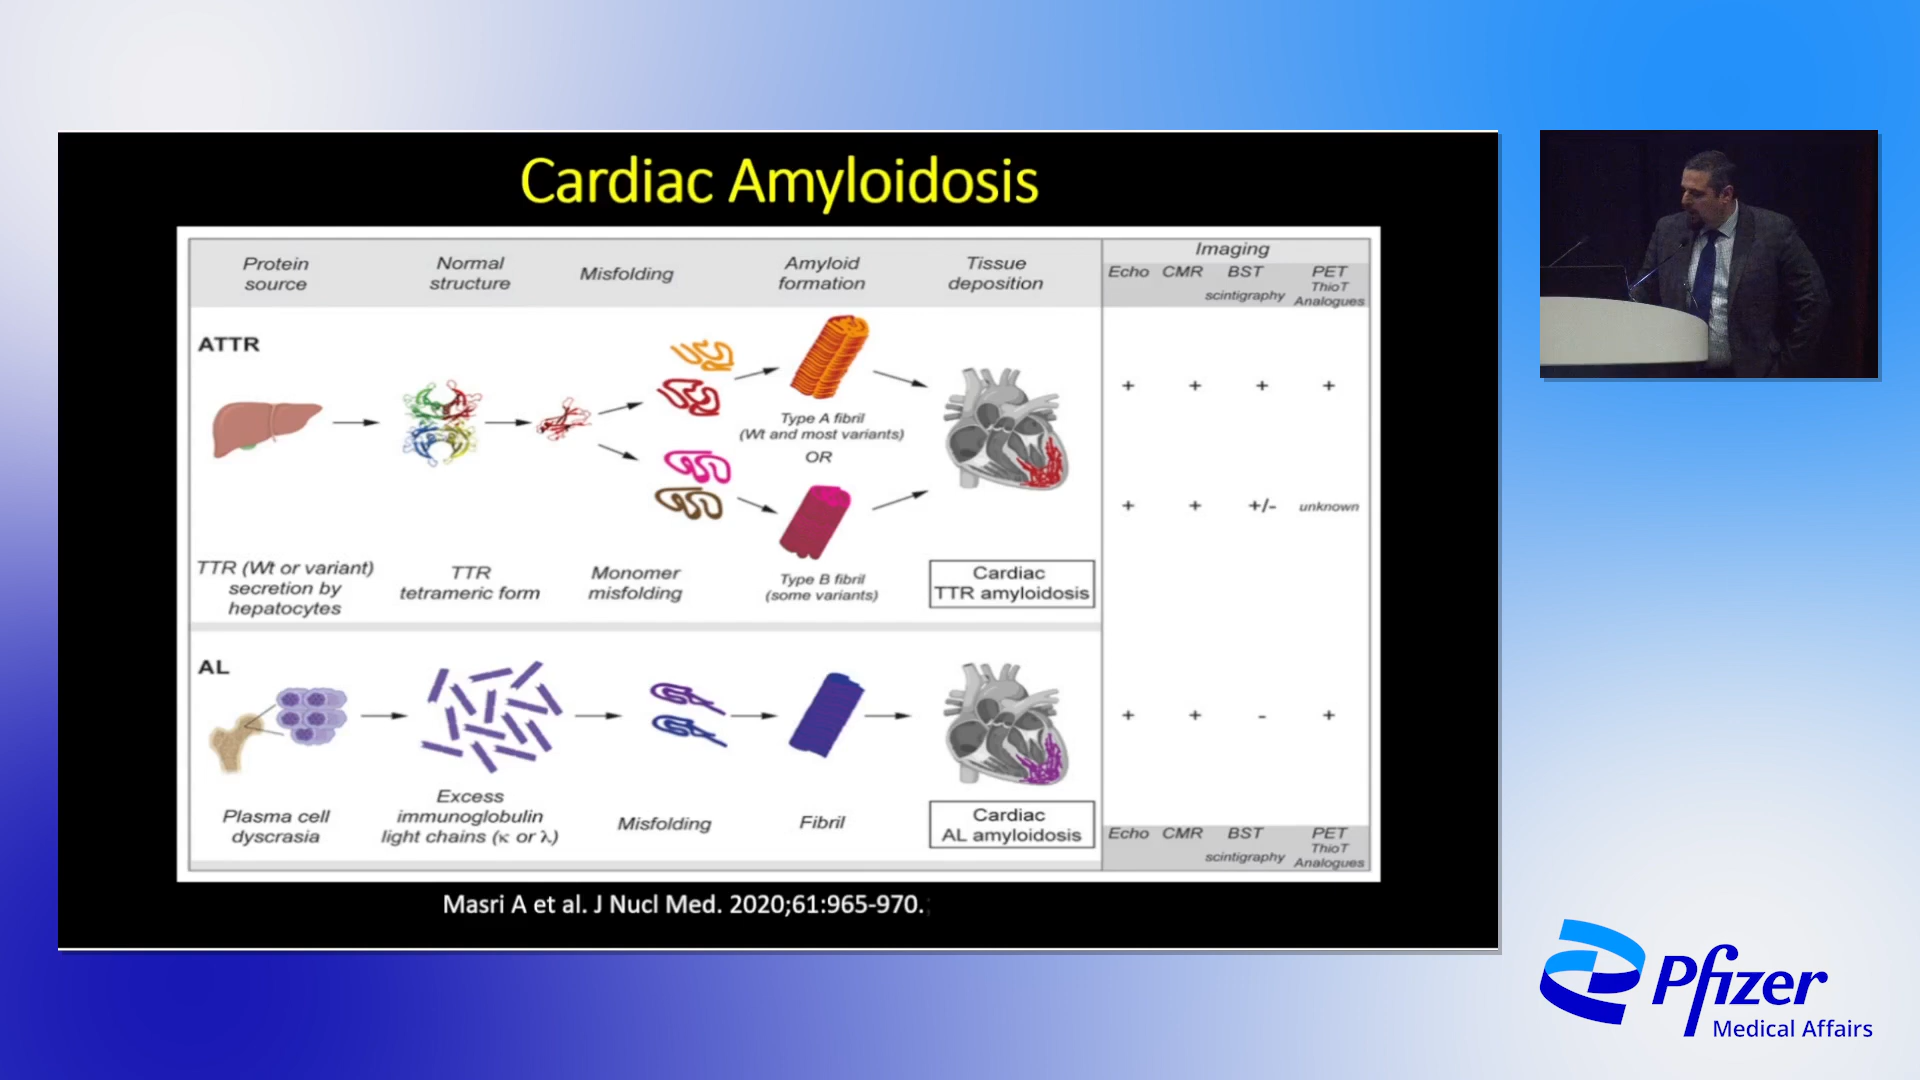 Cardiac Amyloidosis
Protein
source
Normal
structure
Misfolding
Amyloid
formation
Tissue
deposition
Imaging
Echo CMR BST PET
scintigraphy ThioT
Analogues
ATTR
+ + + +
Type A fibril
(Wt and most variants)
OR
+ + +/- unknown
TTR (Wt or variant)
secretion by
hepatocytes
TTR
tetrameric form
Monomer
misfolding
Type B fibril
(some variants)
Cardiac
TTR amyloidosis
AL
+ + - +
Plasma cell
dyscrasia
Excess
immunoglobulin
light chains (κ or λ)
Misfolding
Fibril
Cardiac
AL amyloidosis
Echo CMR BST PET
scintigraphy ThioT
Analogues
Masri A et al. J Nucl Med. 2020;61:965-970.;
Pfizer
Medical Affairs